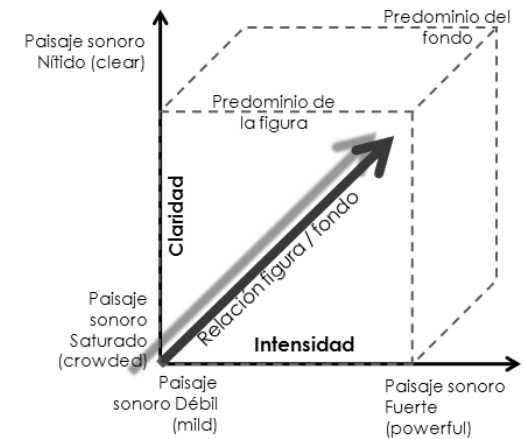 Predominio del
fondo
Paisaje sonoro
Nítido (clear)
Predominio de
la figura
Claridad
Relación figura / fondo
Paisaje
sonoro
Saturado
(crowded)
Intensidad
Paisaje
sonoro Débil
(mild)
Paisaje sonoro
Fuerte
(powerful)